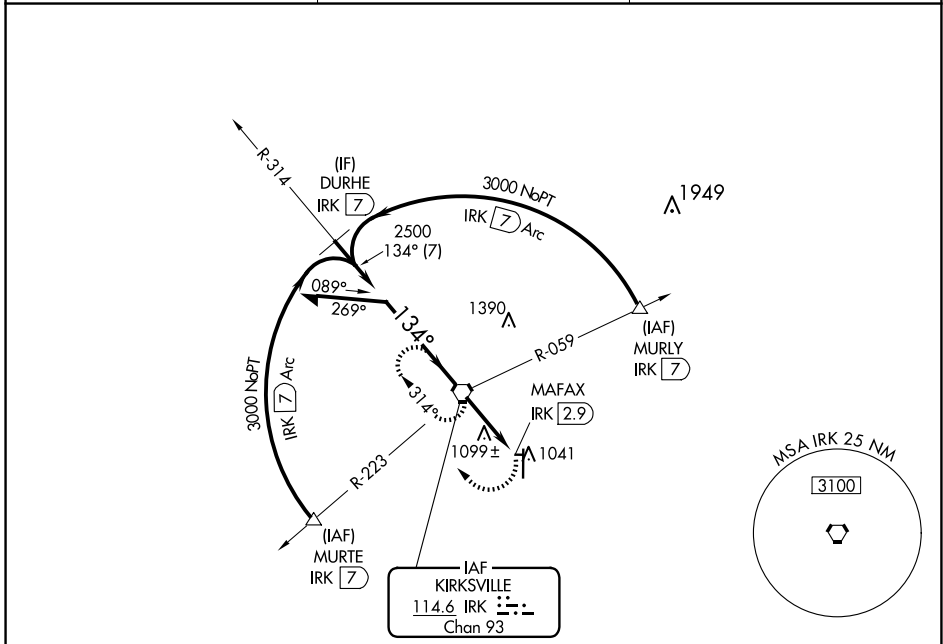 R-314
(IF)
DURHE
IRK 7
3000 NoPT
IRK 7 Arc
1949
2500
134° (7)
089°
269°
134°
1390
R-059
(IAF)
MURLY
IRK 7
3000 NoPT
IRK 7 Arc
314°
MAFAX
IRK 2.9
1099±
1041
R-223
(IAF)
MURTE
IRK 7
MSA IRK 25 NM
3100
IAF
KIRKSVILLE
114.6 IRK
Chan 93